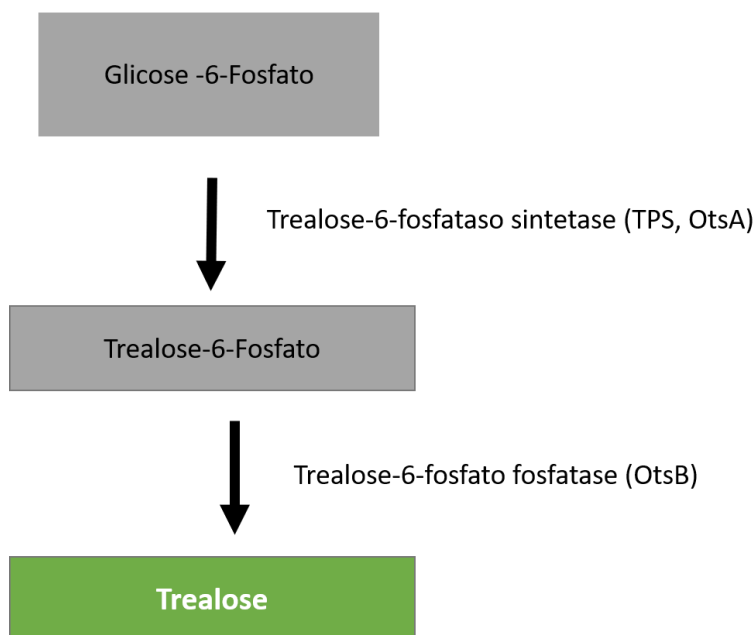 Glicose -6-Fosfato
Trealose-6-fosfataso sintetase (TPS, OtsA)
Trealose-6-Fosfato
Trealose-6-fosfato fosfatase (OtsB)
Trealose